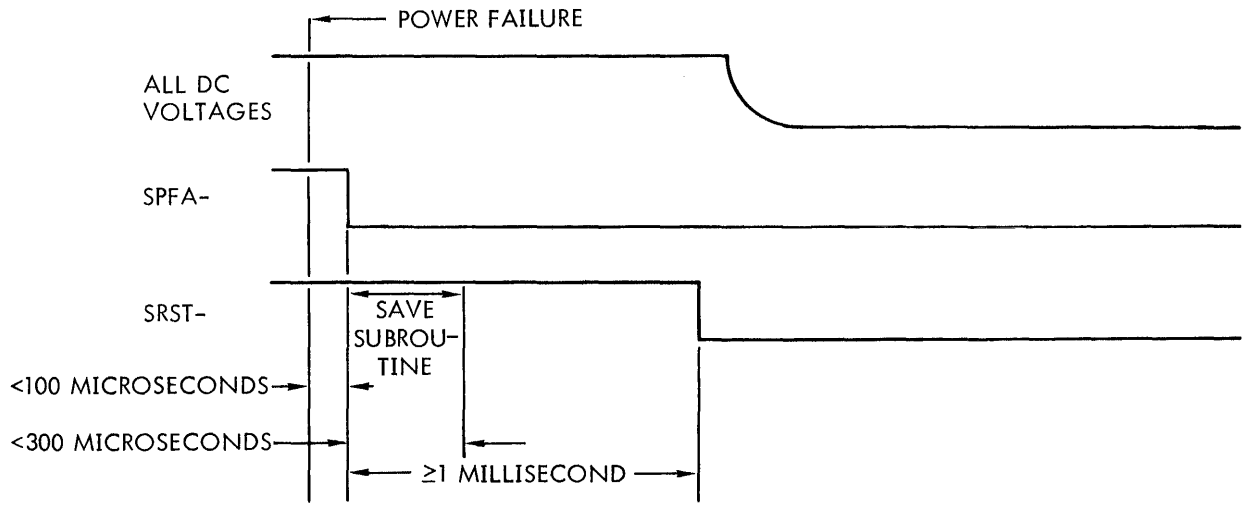 POWER FAILURE
ALL DC
VOLTAGES
SPFA-
SRST-
SAVE
SUBROU-
TINE
<100 MICROSECONDS
<300 MICROSECONDS
≥1 MILLISECOND